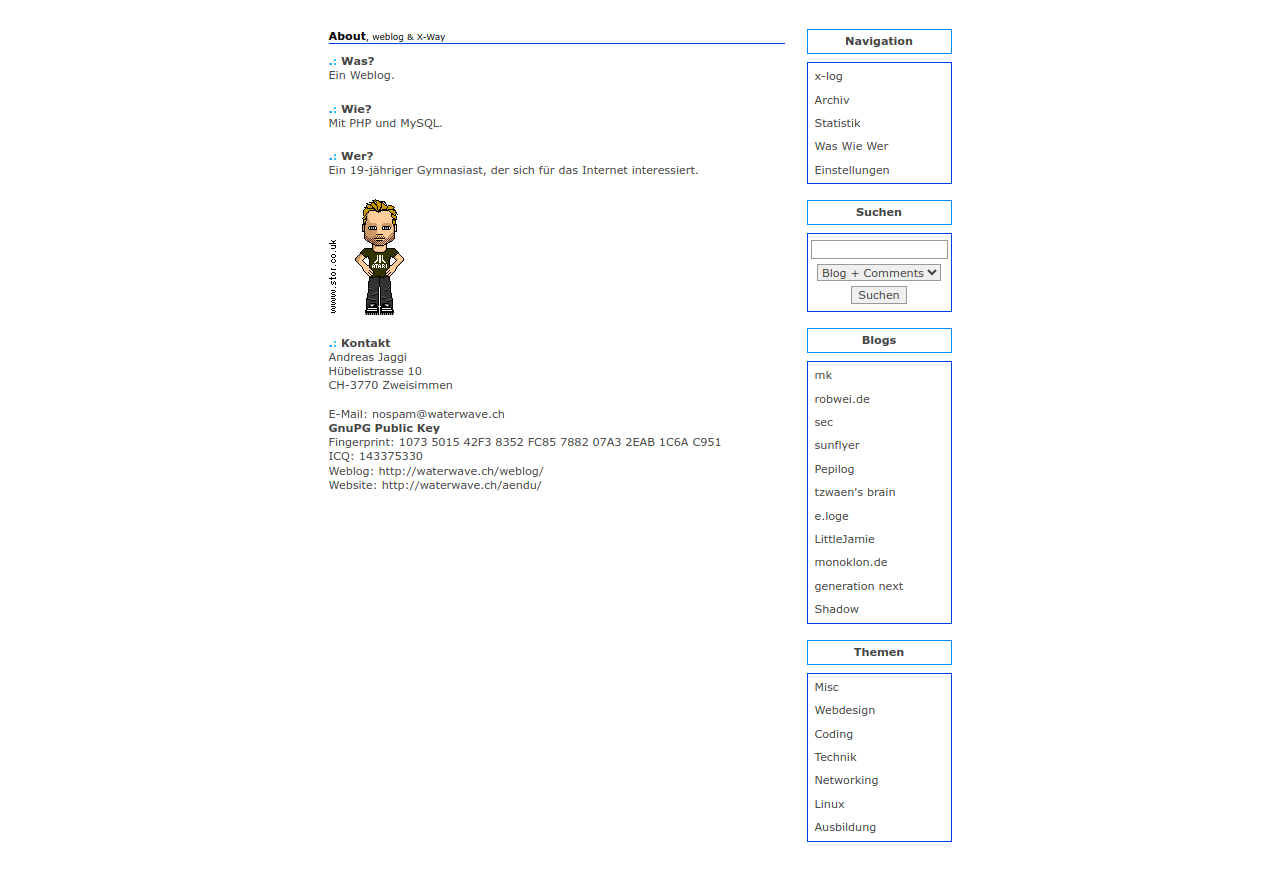 About, weblog & X-Way
.: Was?
Ein Weblog.
.: Wie?
Mit PHP und MySQL.
.: Wer?
Ein 19-jähriger Gymnasiast, der sich für das Internet interessiert.
www.stor.co.uk
ATARI
.: Kontakt
Andreas Jaggi
Hübelistrasse 10
CH-3770 Zweisimmen
E-Mail: nospam@waterwave.ch
GnuPG Public Key
Fingerprint: 1073 5015 42F3 8352 FC85 7882 07A3 2EAB 1C6A C951
ICQ: 143375330
Weblog: http://waterwave.ch/weblog/
Website: http://waterwave.ch/aendu/
Navigation
x-log
Archiv
Statistik
Was Wie Wer
Einstellungen
Suchen
Blog + Comments
Suchen
Blogs
mk
robwei.de
sec
sunflyer
Pepilog
tzwaen's brain
e.loge
LittleJamie
monoklon.de
generation next
Shadow
Themen
Misc
Webdesign
Coding
Technik
Networking
Linux
Ausbildung